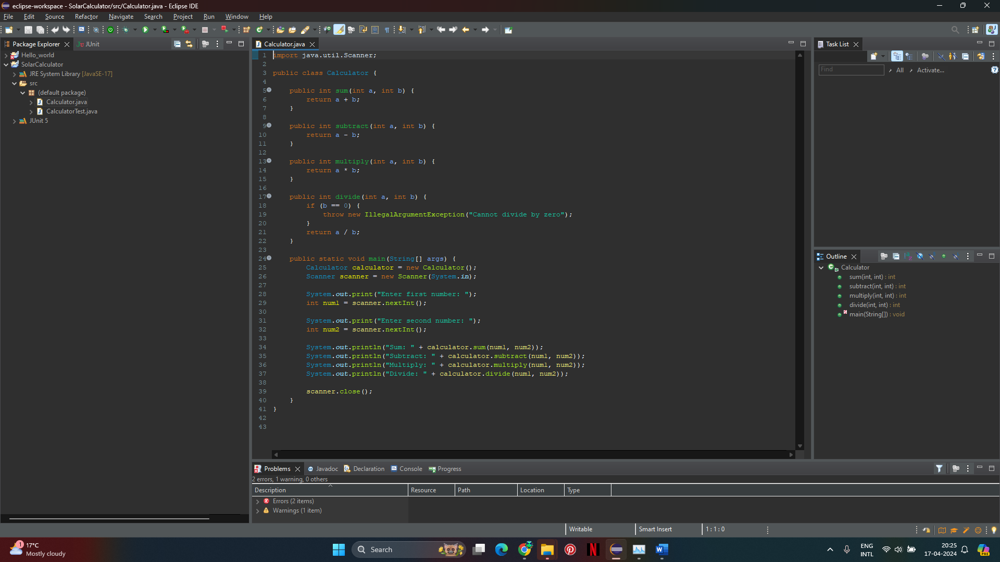 eclipse-workspace - SolarCalculator/src/Calculator.java - Eclipse IDE
File Edit Source Refactor Navigate Search Project Run Window Help
Package Explorer
Ju JUnit
Hello_world
SolarCalculator
JRE System Library [JavaSE-17]
src
(default package)
Calculator.java
CalculatorTest.java
JUnit 5
Calculator.java
1 import java.util.Scanner;
2
3 public class Calculator {
4
5 public int sum(int a, int b) {
6 return a + b;
7 }
8
9 public int subtract(int a, int b) {
10 return a - b;
11 }
12
13 public int multiply(int a, int b) {
14 return a * b;
15 }
16
17 public int divide(int a, int b) {
18 if (b == 0) {
19 throw new IllegalArgumentException("Cannot divide by zero");
20 }
21 return a / b;
22 }
23
24 public static void main(String[] args) {
25 Calculator calculator = new Calculator();
26 Scanner scanner = new Scanner(System.in);
27
28 System.out.print("Enter first number: ");
29 int num1 = scanner.nextInt();
30
31 System.out.print("Enter second number: ");
32 int num2 = scanner.nextInt();
33
34 System.out.println("Sum: " + calculator.sum(num1, num2));
35 System.out.println("Subtract: " + calculator.subtract(num1, num2));
36 System.out.println("Multiply: " + calculator.multiply(num1, num2));
37 System.out.println("Divide: " + calculator.divide(num1, num2));
38
39 scanner.close();
40 }
41 }
42
43
Task List
Find All Activate...
Outline
Calculator
sum(int, int) : int
subtract(int, int) : int
multiply(int, int) : int
divide(int, int) : int
main(String[]) : void
Problems Javadoc Declaration Console Progress
2 errors, 1 warning, 0 others
Description Resource Path Location Type
Errors (2 items)
Warnings (1 item)
Writable Smart Insert 1 : 1 : 0
1
17°C
Mostly cloudy
Search
ENG
INTL
20:25
17-04-2024
PRE